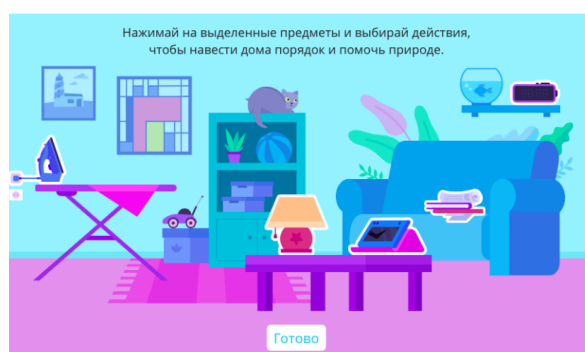 Нажимай на выделенные предметы и выбирай действия,
чтобы навести дома порядок и помочь природе.
Готово